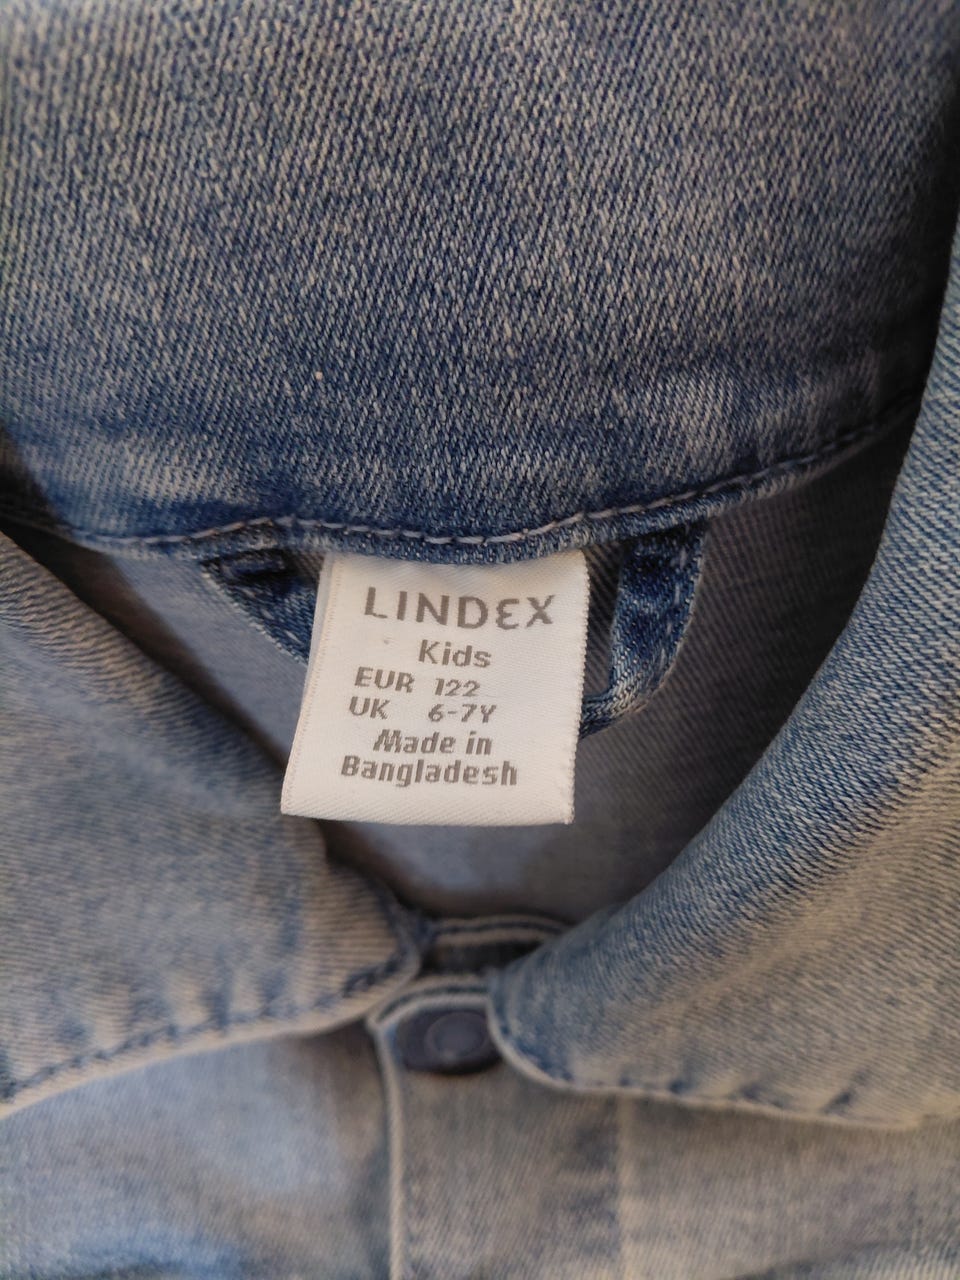 LINDEX
Kids
EUR 122
UK 6-7Y
Made in
Bangladesh